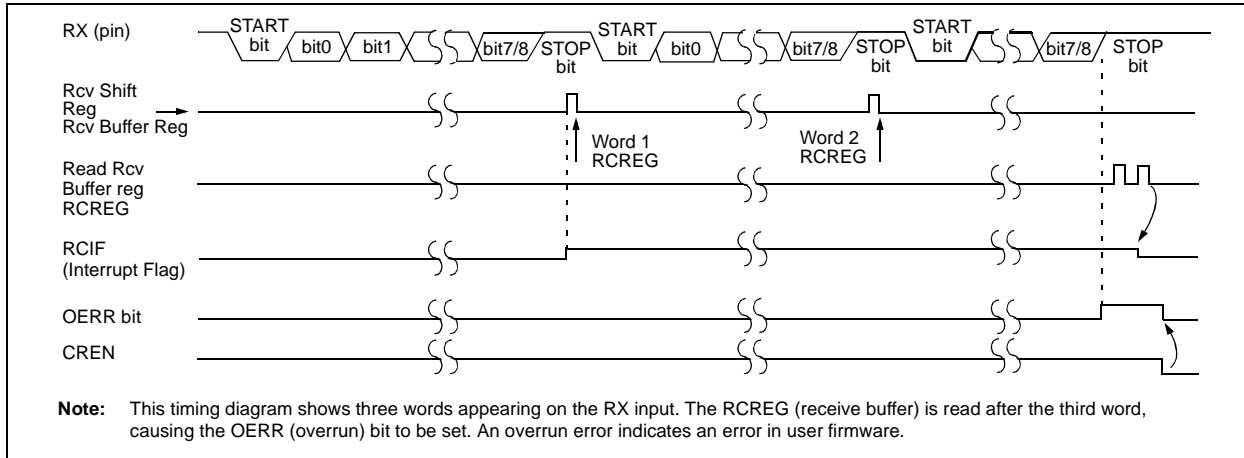 RX (pin)
START
bit
bit0
bit1
bit7/8
STOP
bit
START
bit
bit0
bit7/8
STOP
bit
START
bit
bit7/8
STOP
bit
Rcv Shift
Reg
Rcv Buffer Reg
Word 1
RCREG
Word 2
RCREG
Read Rcv
Buffer reg
RCREG
RCIF
(Interrupt Flag)
OERR bit
CREN
Note: This timing diagram shows three words appearing on the RX input. The RCREG (receive buffer) is read after the third word,
causing the OERR (overrun) bit to be set. An overrun error indicates an error in user firmware.